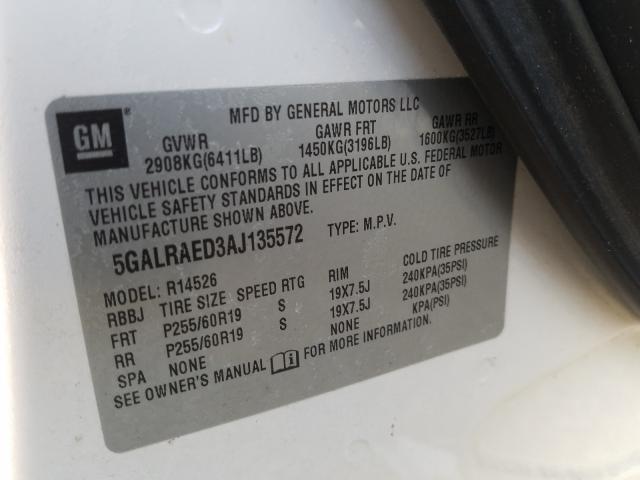 GM ®
MFD BY GENERAL MOTORS LLC
GVWR GAWR FRT GAWR RR
2908KG(6411LB) 1450KG(3196LB) 1600KG(3527LB)
THIS VEHICLE CONFORMS TO ALL APPLICABLE U.S. FEDERAL MOTOR
VEHICLE SAFETY STANDARDS IN EFFECT ON THE DATE OF
MANUFACTURE SHOWN ABOVE.
5GALRAED3AJ135572 TYPE: M.P.V.
MODEL: R14526
RBBJ TIRE SIZE SPEED RTG RIM COLD TIRE PRESSURE
FRT P255/60R19 S 19X7.5J 240KPA(35PSI)
RR P255/60R19 S 19X7.5J 240KPA(35PSI)
SPA NONE NONE KPA(PSI)
SEE OWNER'S MANUAL FOR MORE INFORMATION.